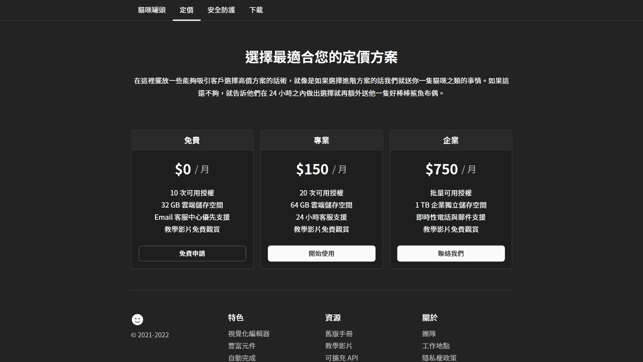 貓咪罐頭 定價 安全防護 下載
選擇最適合您的定價方案
在這裡擺放一些能夠吸引客戶選擇高價方案的話術，就像是如果選擇進階方案的話我們就送你一隻貓咪之類的事情。如果這
還不夠，就告訴他們在 24 小時之內做出選擇就再額外送他一隻好棒棒鯊魚布偶。
免費
$0 / 月
10 次可用授權
32 GB 雲端儲存空間
Email 客服中心優先支援
教學影片免費觀賞
免費申請
專業
$150 / 月
20 次可用授權
64 GB 雲端儲存空間
24 小時客服支援
教學影片免費觀賞
開始使用
企業
$750 / 月
批量可用授權
1 TB 企業獨立儲存空間
即時性電話與郵件支援
教學影片免費觀賞
聯絡我們
© 2021-2022
特色
視覺化編輯器
豐富元件
自動完成
資源
舊版手冊
教學影片
可擴充 API
關於
團隊
工作地點
隱私權政策